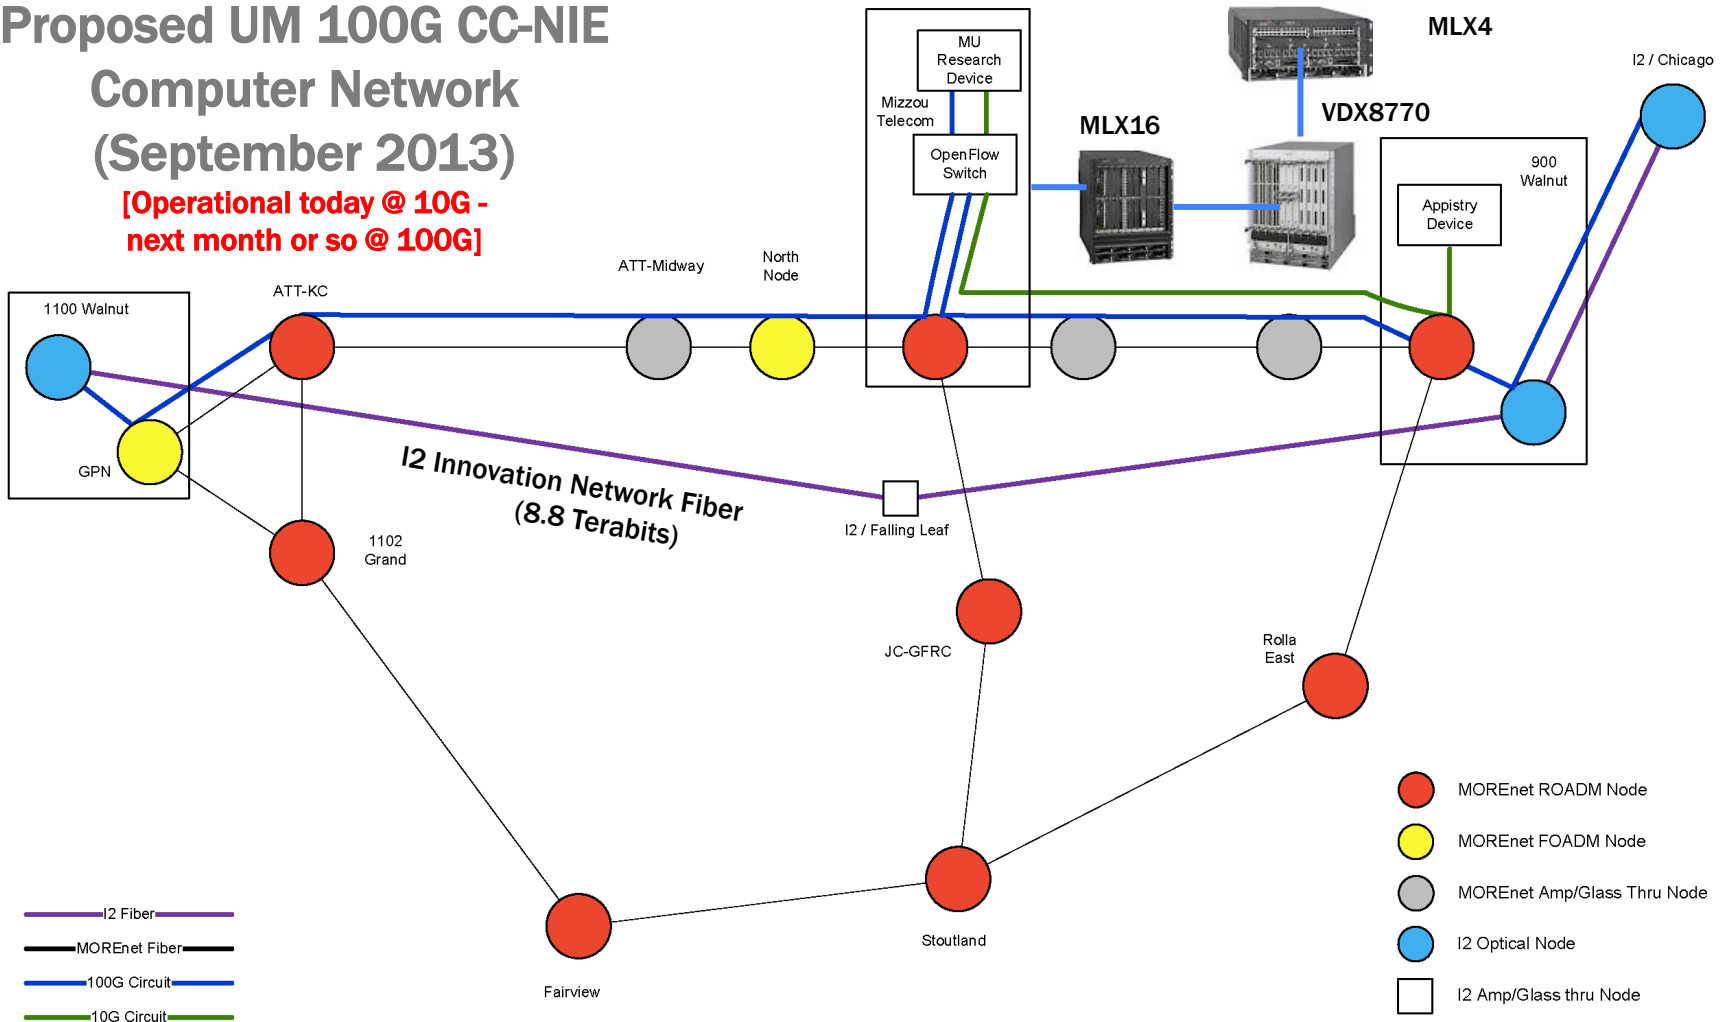 Proposed UM 100G CC-NIE
Computer Network
(September 2013)
[Operational today @ 10G -
next month or so @ 100G]
MU
Research
Device
Mizzou
Telecom
OpenFlow
Switch
MLX16
MLX4
VDX8770
I2 / Chicago
900
Walnut
Appistry
Device
ATT-Midway
North
Node
ATT-KC
1100 Walnut
GPN
I2 Innovation Network Fiber
(8.8 Terabits)
I2 / Falling Leaf
1102
Grand
JC-GFRC
Rolla
East
Stoutland
Fairview
I2 Fiber
MOREnet Fiber
100G Circuit
10G Circuit
MOREnet ROADM Node
MOREnet FOADM Node
MOREnet Amp/Glass Thru Node
I2 Optical Node
I2 Amp/Glass thru Node